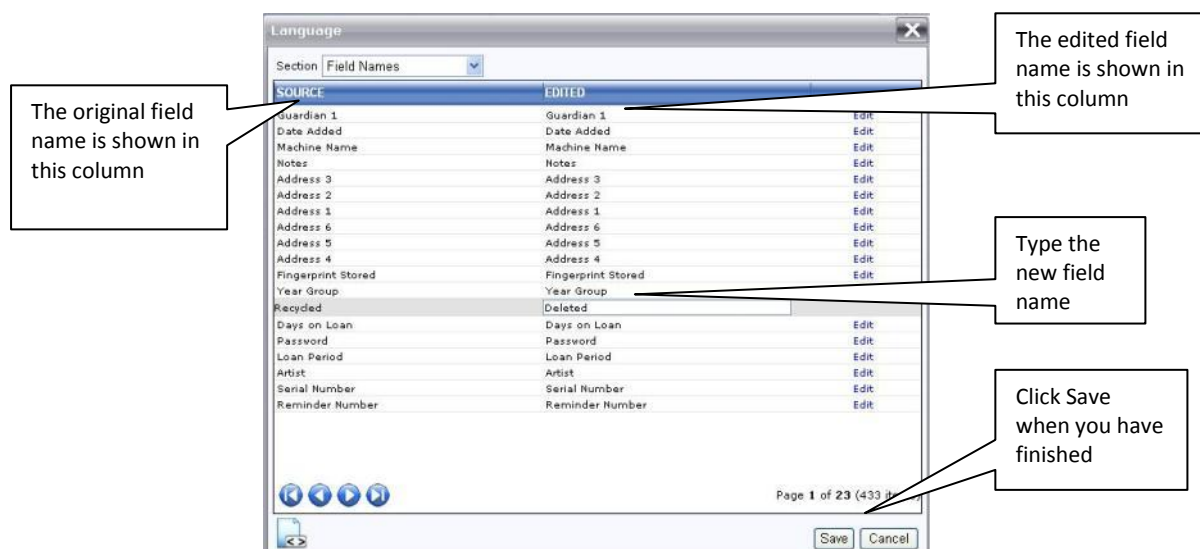 Language
Section Field Names
The original field
name is shown in
this column
The edited field
name is shown in
this column
SOURCE EDITED
Guardian 1 Guardian 1 Edit
Date Added Date Added Edit
Machine Name Machine Name Edit
Notes Notes Edit
Address 3 Address 3 Edit
Address 2 Address 2 Edit
Address 1 Address 1 Edit
Address 6 Address 6 Edit
Address 5 Address 5 Edit
Address 4 Address 4 Edit
Fingerprint Stored Fingerprint Stored Edit
Year Group Year Group Edit
Recycled Deleted
Days on Loan Days on Loan Edit
Password Password Edit
Loan Period Loan Period Edit
Artist Artist Edit
Serial Number Serial Number Edit
Reminder Number Reminder Number Edit
Type the
new field
name
Click Save
when you have
finished
Page 1 of 23 (433
Save Cancel